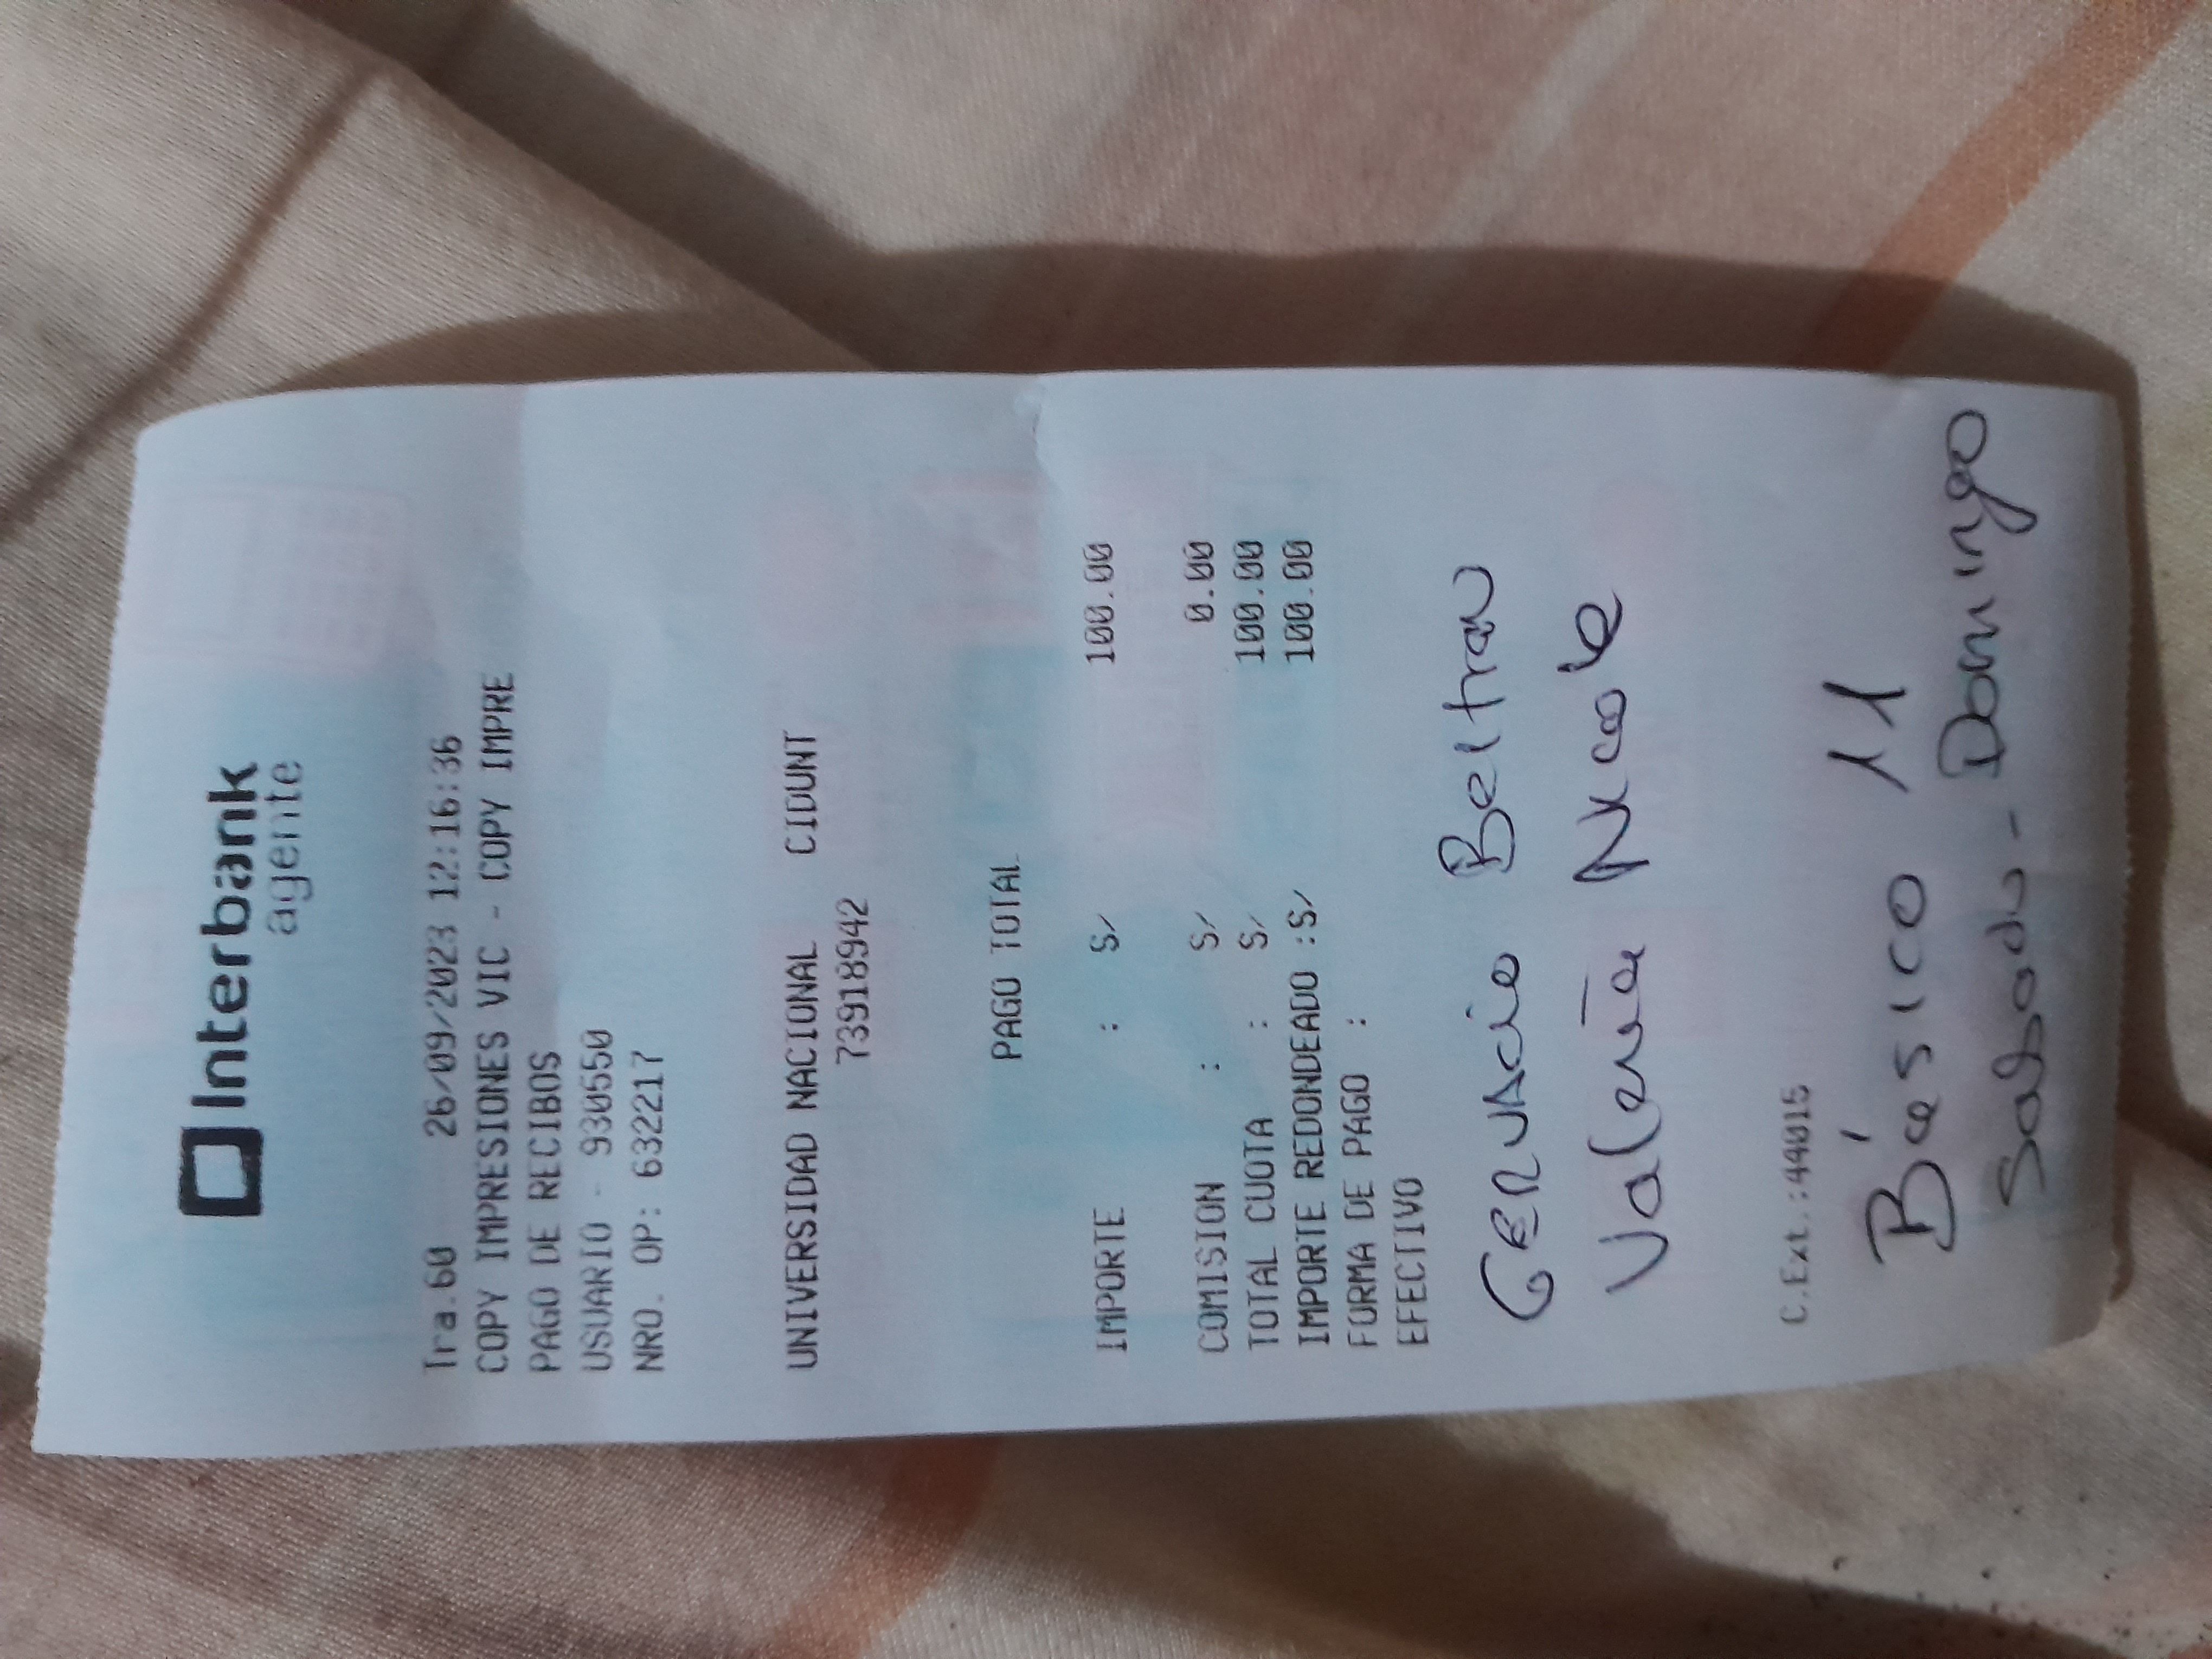 Interbank
agente
Tra.60 26/09/2023 12:16:36
COPY IMPRESIONES VIC - COPY IMPRE
PAGO DE RECIBOS
USUARIO - 930550
NRO. OP: 632217
UNIVERSIDAD NACIONAL CIDUNT
73918942
PAGO TOTAL
IMPORTE : S/ 100.00
COMISION : S/ 0.00
TOTAL CUOTA : S/ 100.00
IMPORTE REDONDEADO :S/ 100.00
FORMA DE PAGO :
EFECTIVO
GERVACIO Beltran
Valeria Nicole
C.Ext.:44015
Básico 11
Sabado - Domingo